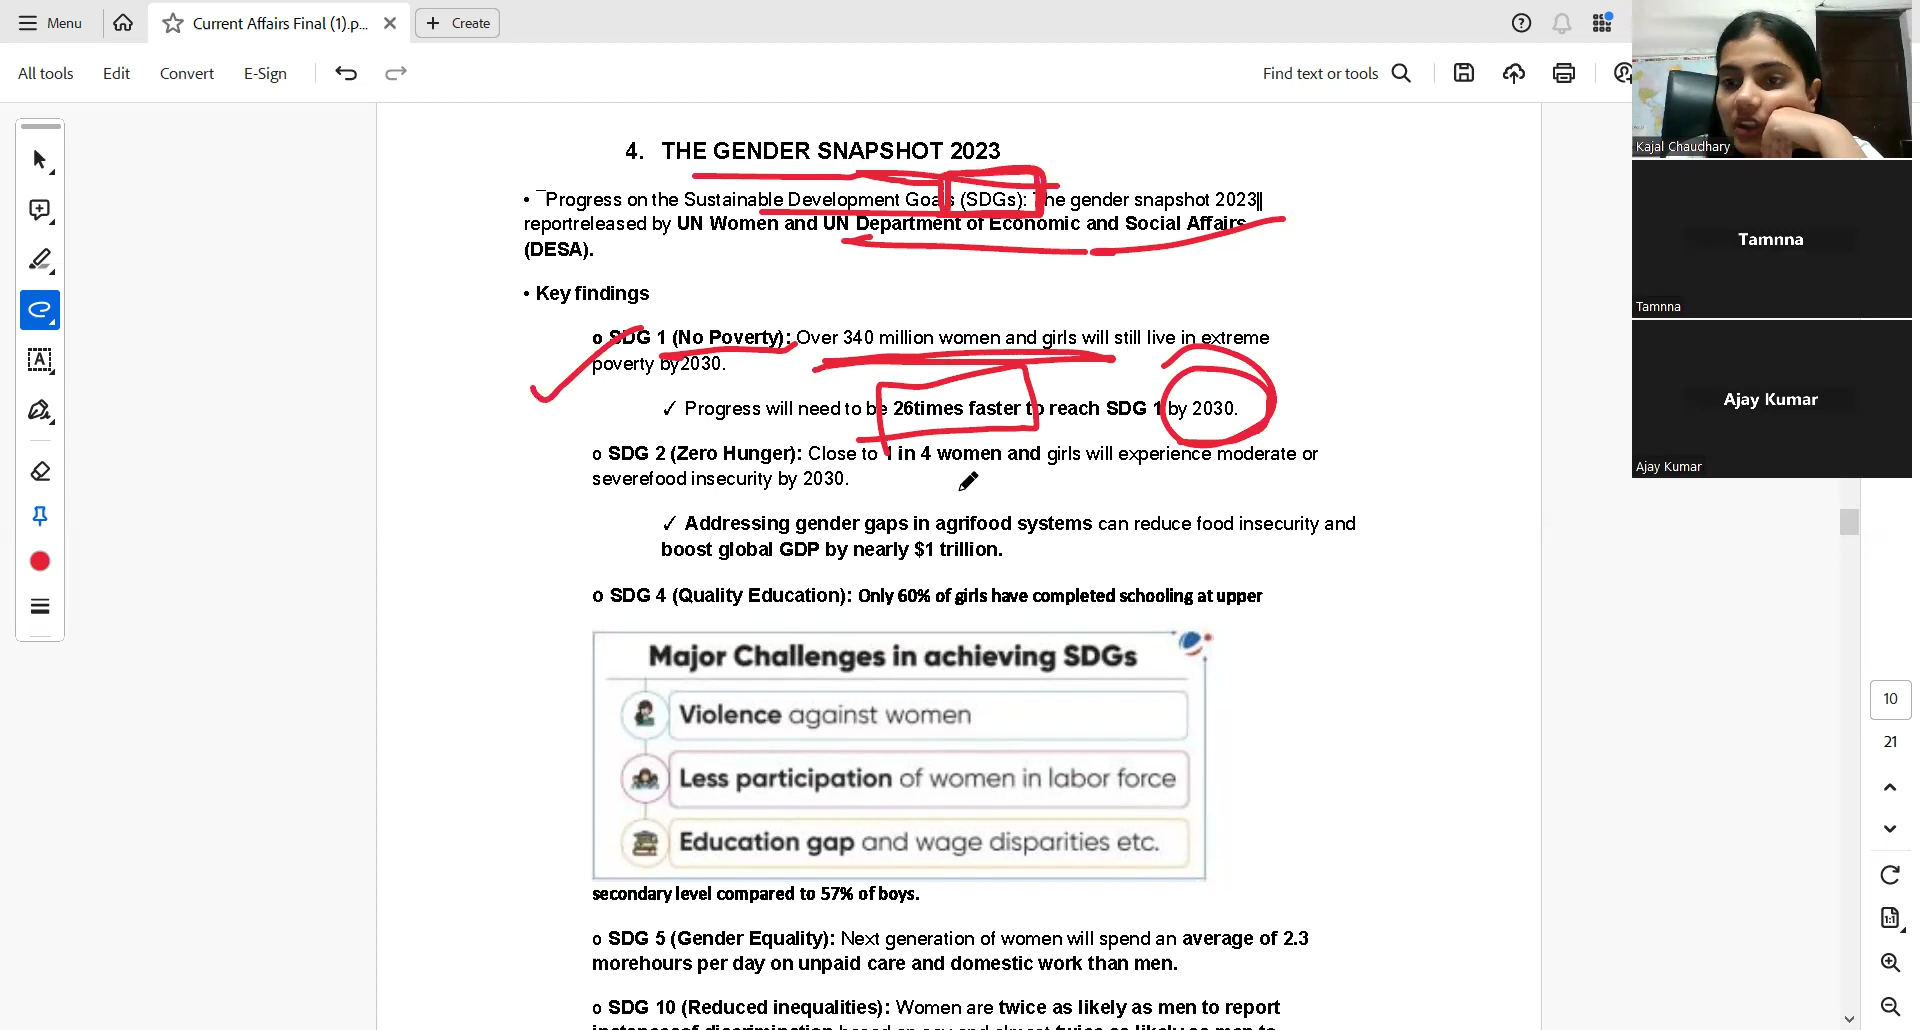 Menu
Current Affairs Final (1).p...
Create
All tools
Edit
Convert
E-Sign
Find text or tools
4. THE GENDER SNAPSHOT 2023
• ―Progress on the Sustainable Development Goals (SDGs): The gender snapshot 2023‖
reportreleased by UN Women and UN Department of Economic and Social Affairs
(DESA).
• Key findings
o SDG 1 (No Poverty): Over 340 million women and girls will still live in extreme
poverty by2030.
✓ Progress will need to be 26times faster to reach SDG 1 by 2030.
o SDG 2 (Zero Hunger): Close to 1 in 4 women and girls will experience moderate or
severefood insecurity by 2030.
✓ Addressing gender gaps in agrifood systems can reduce food insecurity and
boost global GDP by nearly $1 trillion.
o SDG 4 (Quality Education): Only 60% of girls have completed schooling at upper
Major Challenges in achieving SDGs
Violence against women
Less participation of women in labor force
Education gap and wage disparities etc.
secondary level compared to 57% of boys.
o SDG 5 (Gender Equality): Next generation of women will spend an average of 2.3
morehours per day on unpaid care and domestic work than men.
o SDG 10 (Reduced inequalities): Women are twice as likely as men to report
Kajal Chaudhary
Tamnna
Tamnna
Ajay Kumar
Ajay Kumar
10
21
1:1